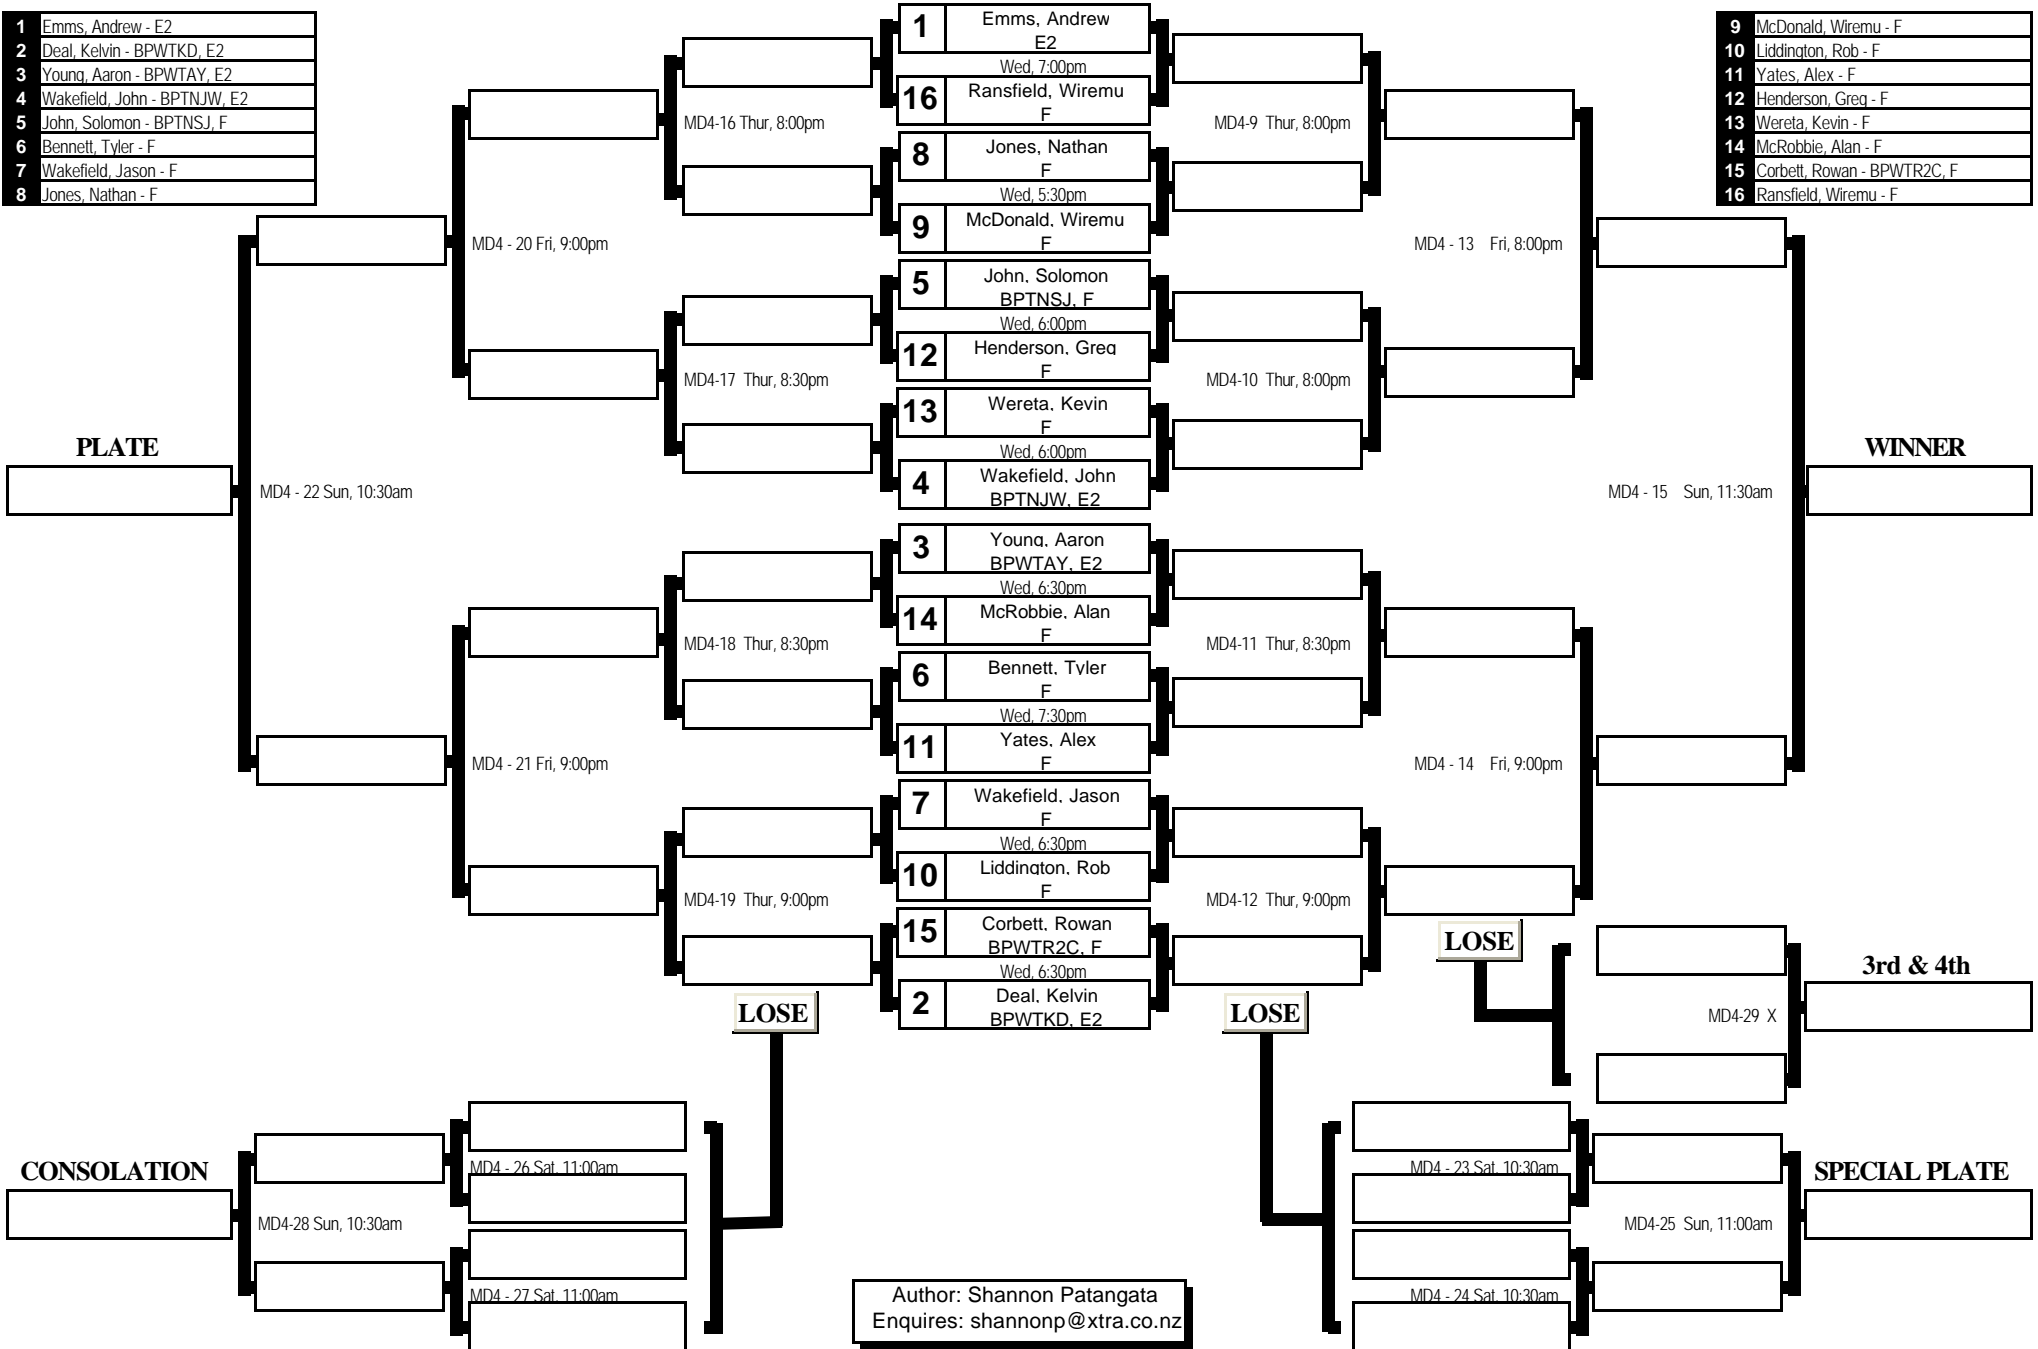 1 Emms, Andrew - E2
2 Deal, Kelvin - BPWTKD, E2
3 Young, Aaron - BPWTAY, E2
4 Wakefield, John - BPTNJW, E2
5 John, Solomon - BPTNSJ, F
6 Bennett, Tyler - F
7 Wakefield, Jason - F
8 Jones, Nathan - F
9 McDonald, Wiremu - F
10 Liddington, Rob - F
11 Yates, Alex - F
12 Henderson, Greg - F
13 Wereta, Kevin - F
14 McRobbie, Alan - F
15 Corbett, Rowan - BPWTR2C, F
16 Ransfield, Wiremu - F
1 Emms, Andrew
E2
Wed, 7:00pm
16 Ransfield, Wiremu
F
MD4-16 Thur, 8:00pm
MD4-9 Thur, 8:00pm
8 Jones, Nathan
F
Wed, 5:30pm
9 McDonald, Wiremu
F
MD4 - 20 Fri, 9:00pm
MD4 - 13 Fri, 8:00pm
5 John, Solomon
BPTNSJ, F
Wed, 6:00pm
12 Henderson, Greg
F
MD4-17 Thur, 8:30pm
MD4-10 Thur, 8:00pm
13 Wereta, Kevin
F
Wed, 6:00pm
4 Wakefield, John
BPTNJW, E2
PLATE
WINNER
MD4 - 22 Sun, 10:30am
MD4 - 15 Sun, 11:30am
3 Young, Aaron
BPWTAY, E2
Wed, 6:30pm
14 McRobbie, Alan
F
MD4-18 Thur, 8:30pm
MD4-11 Thur, 8:30pm
6 Bennett, Tyler
F
Wed, 7:30pm
11 Yates, Alex
F
MD4 - 21 Fri, 9:00pm
MD4 - 14 Fri, 9:00pm
7 Wakefield, Jason
F
Wed, 6:30pm
10 Liddington, Rob
F
MD4-19 Thur, 9:00pm
MD4-12 Thur, 9:00pm
15 Corbett, Rowan
BPWTR2C, F
Wed, 6:30pm
2 Deal, Kelvin
BPWTKD, E2
LOSE
LOSE
LOSE
3rd & 4th
MD4-29 X
CONSOLATION
MD4 - 26 Sat, 11:00am
MD4-28 Sun, 10:30am
MD4 - 27 Sat, 11:00am
MD4 - 23 Sat, 10:30am
SPECIAL PLATE
MD4-25 Sun, 11:00am
MD4 - 24 Sat, 10:30am
Author: Shannon Patangata
Enquires: shannonp@xtra.co.nz